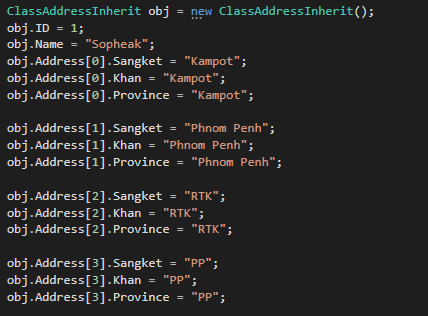 ClassAddressInherit obj = new ClassAddressInherit();
obj.ID = 1;
obj.Name = "Sopheak";
obj.Address[0].Sangket = "Kampot";
obj.Address[0].Khan = "Kampot";
obj.Address[0].Province = "Kampot";
obj.Address[1].Sangket = "Phnom Penh";
obj.Address[1].Khan = "Phnom Penh";
obj.Address[1].Province = "Phnom Penh";
obj.Address[2].Sangket = "RTK";
obj.Address[2].Khan = "RTK";
obj.Address[2].Province = "RTK";
obj.Address[3].Sangket = "PP";
obj.Address[3].Khan = "PP";
obj.Address[3].Province = "PP";